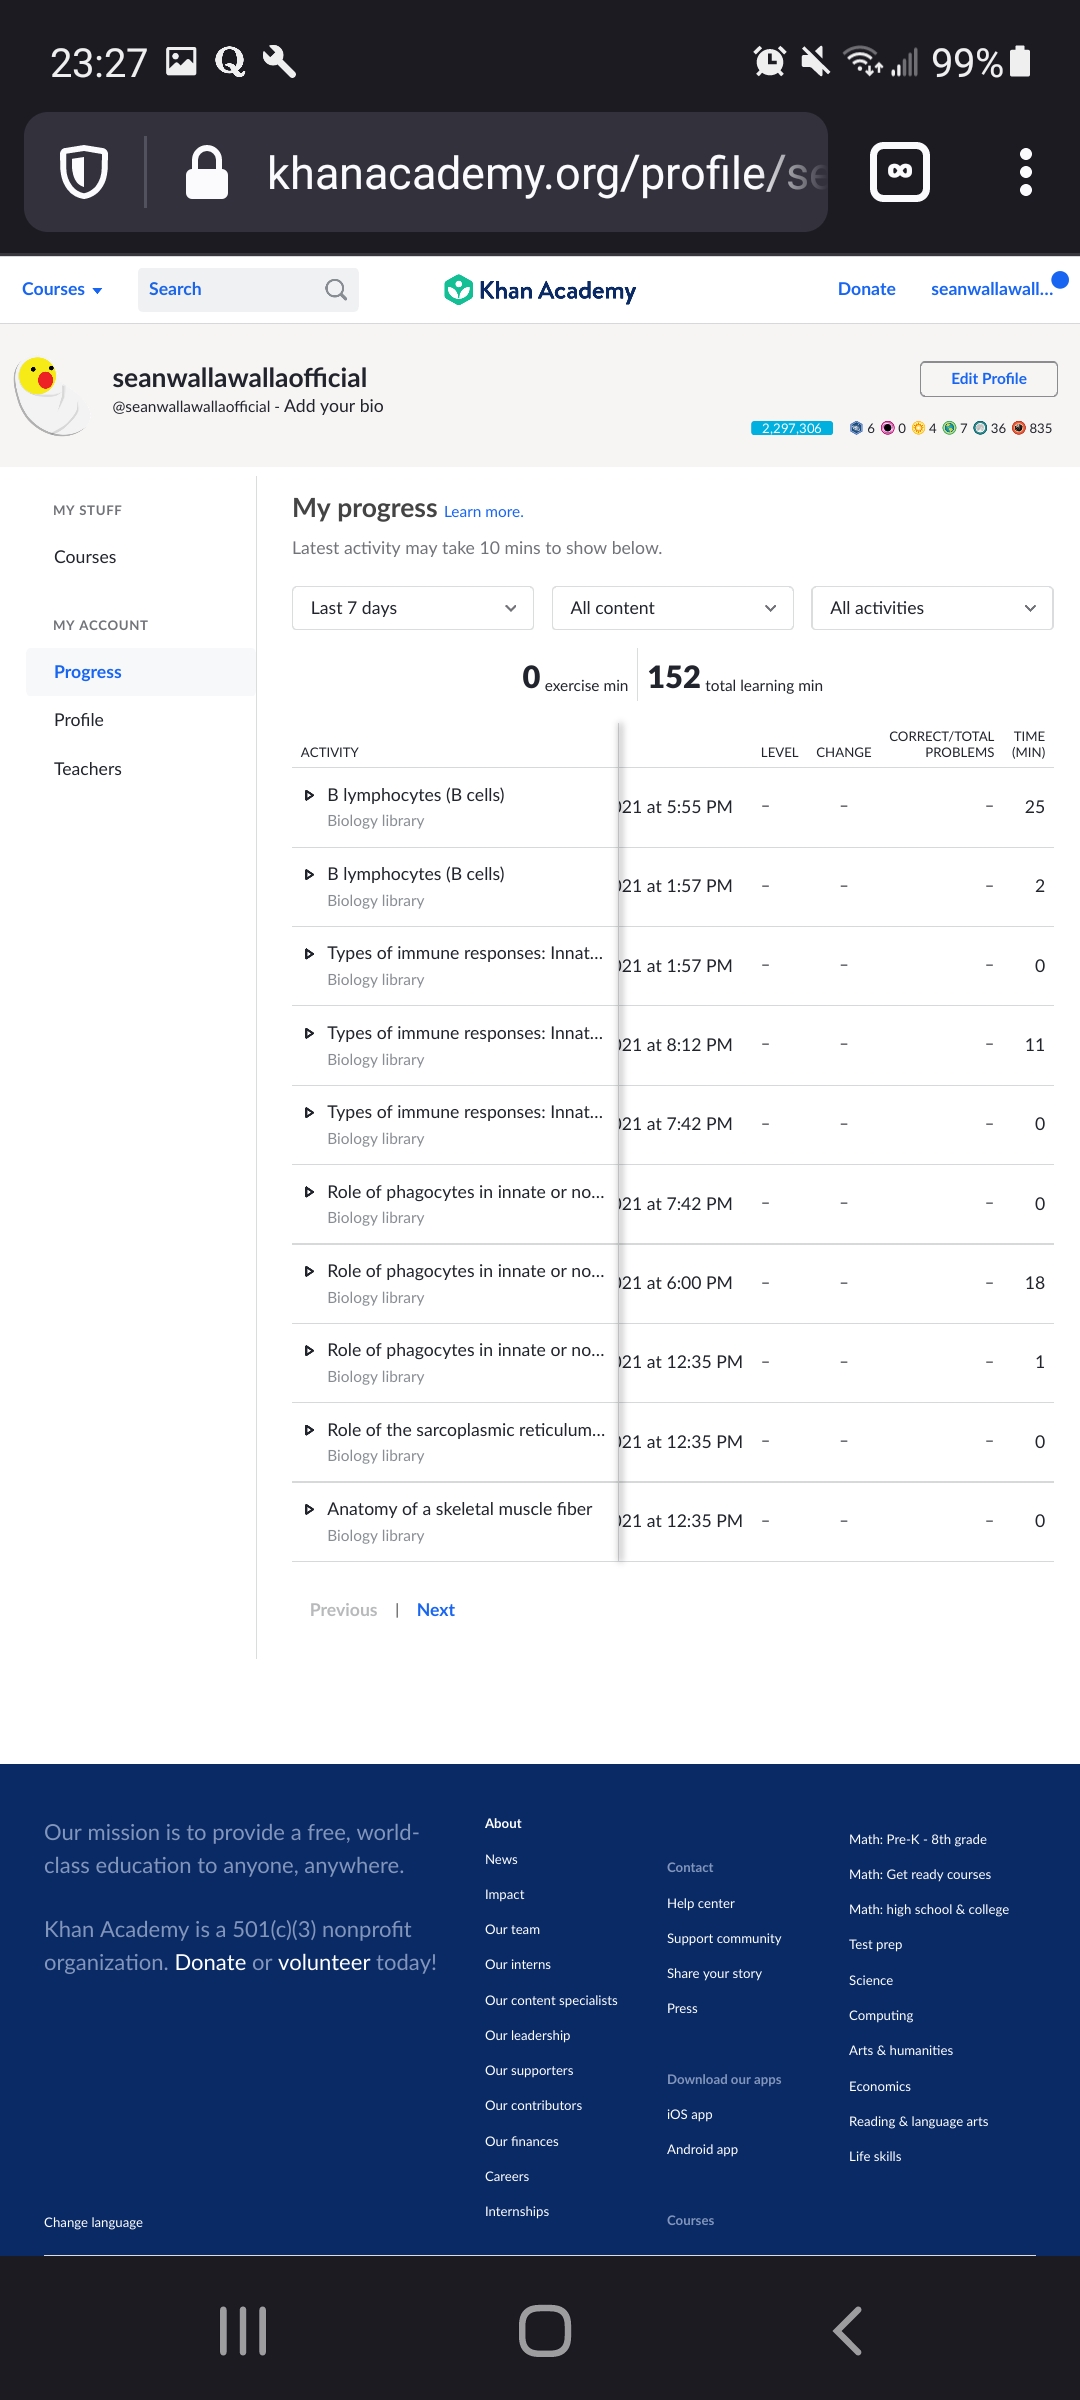 23:27
99%
khanacademy.org/profile/se
Courses
Search
Khan Academy
Donate
seanwallawall...
seanwallawallaofficial
@seanwallawallaofficial - Add your bio
Edit Profile
2,297,306 6 0 4 7 36 835
MY STUFF
Courses
MY ACCOUNT
Progress
Profile
Teachers
My progress Learn more.
Latest activity may take 10 mins to show below.
Last 7 days
All content
All activities
0 exercise min
152 total learning min
ACTIVITY LEVEL CHANGE CORRECT/TOTAL PROBLEMS TIME (MIN)
B lymphocytes (B cells)
Biology library
021 at 5:55 PM – – – 25
B lymphocytes (B cells)
Biology library
021 at 1:57 PM – – – 2
Types of immune responses: Innat...
Biology library
021 at 1:57 PM – – – 0
Types of immune responses: Innat...
Biology library
021 at 8:12 PM – – – 11
Types of immune responses: Innat...
Biology library
021 at 7:42 PM – – – 0
Role of phagocytes in innate or no...
Biology library
021 at 7:42 PM – – – 0
Role of phagocytes in innate or no...
Biology library
021 at 6:00 PM – – – 18
Role of phagocytes in innate or no...
Biology library
021 at 12:35 PM – – – 1
Role of the sarcoplasmic reticulum...
Biology library
021 at 12:35 PM – – – 0
Anatomy of a skeletal muscle fiber
Biology library
021 at 12:35 PM – – – 0
Previous | Next
Our mission is to provide a free, world-
class education to anyone, anywhere.
Khan Academy is a 501(c)(3) nonprofit
organization. Donate or volunteer today!
Change language
About
News
Impact
Our team
Our interns
Our content specialists
Our leadership
Our supporters
Our contributors
Our finances
Careers
Internships
Contact
Help center
Support community
Share your story
Press
Download our apps
iOS app
Android app
Courses
Math: Pre-K - 8th grade
Math: Get ready courses
Math: high school & college
Test prep
Science
Computing
Arts & humanities
Economics
Reading & language arts
Life skills